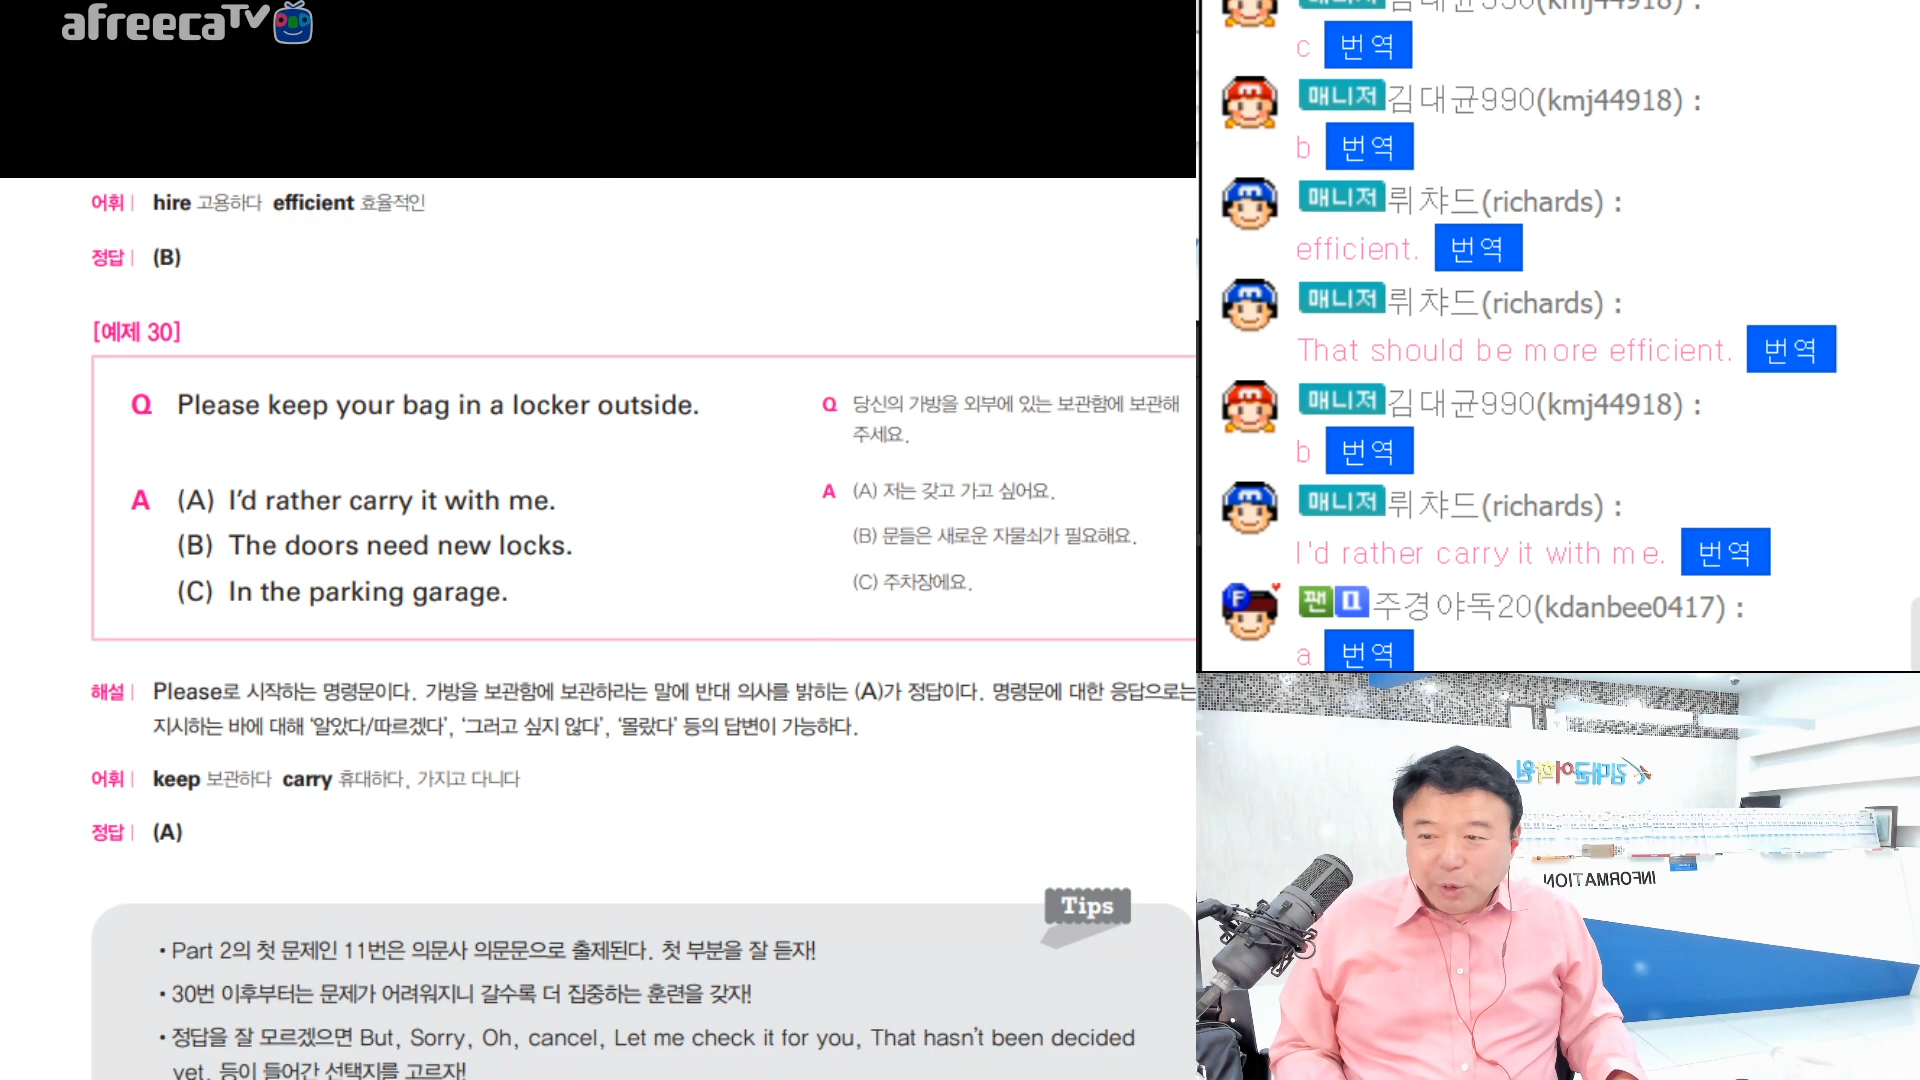 afreecaTV
어휘 | hire 고용하다 efficient 효율적인
정답 | (B)
[예제 30]
Q Please keep your bag in a locker outside.
A (A) I'd rather carry it with me.
(B) The doors need new locks.
(C) In the parking garage.
Q 당신의 가방을 외부에 있는 보관함에 보관해
주세요.
A (A) 저는 갖고 가고 싶어요.
(B) 문들은 새로운 자물쇠가 필요해요.
(C) 주차장에요.
해설 | Please로 시작하는 명령문이다. 가방을 보관함에 보관하라는 말에 반대 의사를 밝히는 (A)가 정답이다. 명령문에 대한 응답으로는
지시하는 바에 대해 '알았다/따르겠다', '그러고 싶지 않다', '몰랐다' 등의 답변이 가능하다.
어휘 | keep 보관하다 carry 휴대하다, 가지고 다니다
정답 | (A)
Tips
• Part 2의 첫 문제인 11번은 의문사 의문문으로 출제된다. 첫 부분을 잘 듣자!
• 30번 이후부터는 문제가 어려워지니 갈수록 더 집중하는 훈련을 갖자!
• 정답을 잘 모르겠으면 But, Sorry, Oh, cancel, Let me check it for you, That hasn't been decided
yet. 등이 들어간 선택지를 고르자!
매니저 김대균990(kmj44918) :
c 번역
매니저 김대균990(kmj44918) :
b 번역
매니저 뤼챠드(richards) :
efficient. 번역
매니저 뤼챠드(richards) :
That should be more efficient. 번역
매니저 김대균990(kmj44918) :
b 번역
매니저 뤼챠드(richards) :
I'd rather carry it with me. 번역
팬 주경야독20(kdanbee0417) :
a 번역
김대균어학원
INFORMATION